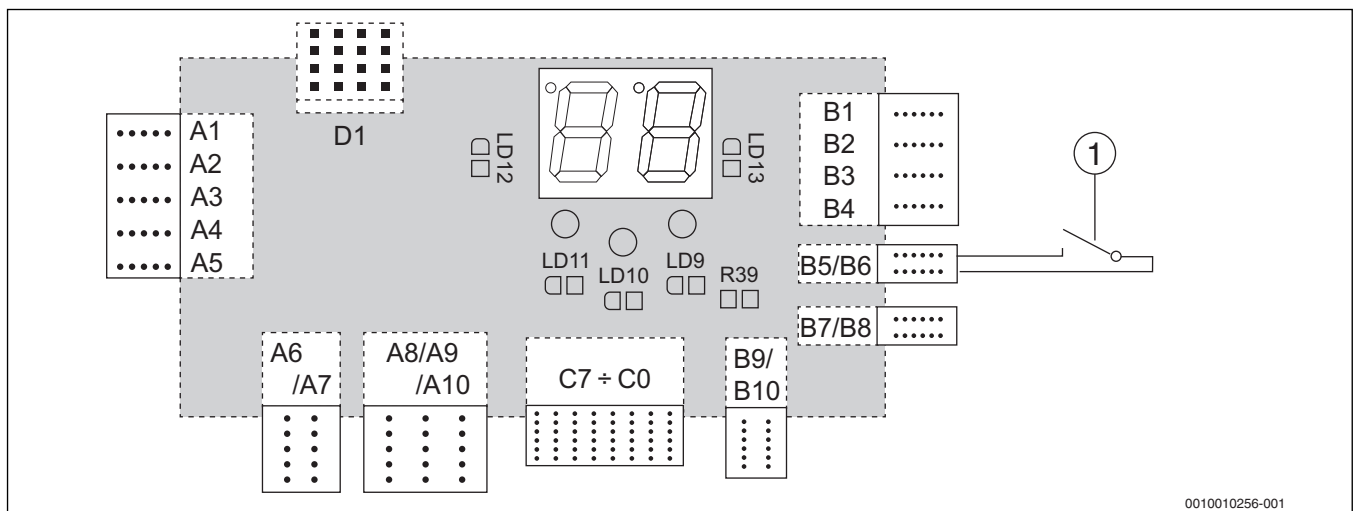 D1
A1
A2
A3
A4
A5
LD12
LD13
B1
B2
B3
B4
1
B5/B6
B7/B8
LD11
LD10
LD9
R39
A6
/A7
A8/A9
/A10
C7 ÷ C0
B9/
B10
0010010256-001